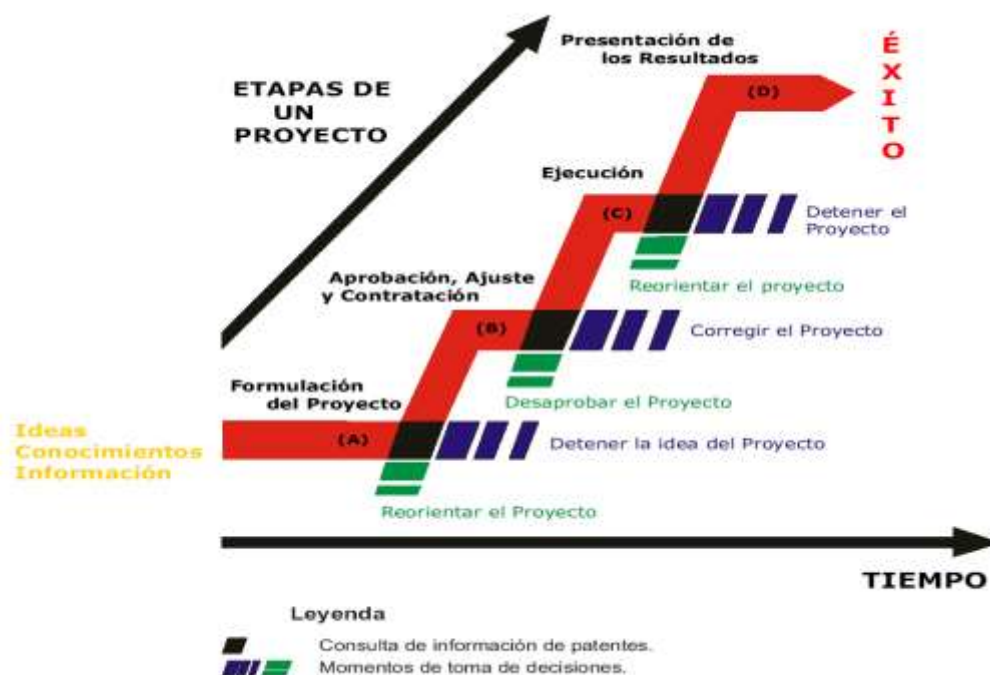 Presentación de
los Resultados
(D)
ÉXITO
ETAPAS DE
UN
PROYECTO
Ejecución
(C)
Detener el
Proyecto
Reorientar el proyecto
Aprobación, Ajuste
y Contratación
(B)
Corregir el Proyecto
Desaprobar el Proyecto
Formulación
del Proyecto
(A)
Detener la idea del Proyecto
Ideas
Conocimientos
Información
Reorientar el Proyecto
TIEMPO
Leyenda
Consulta de información de patentes.
Momentos de toma de decisiones.